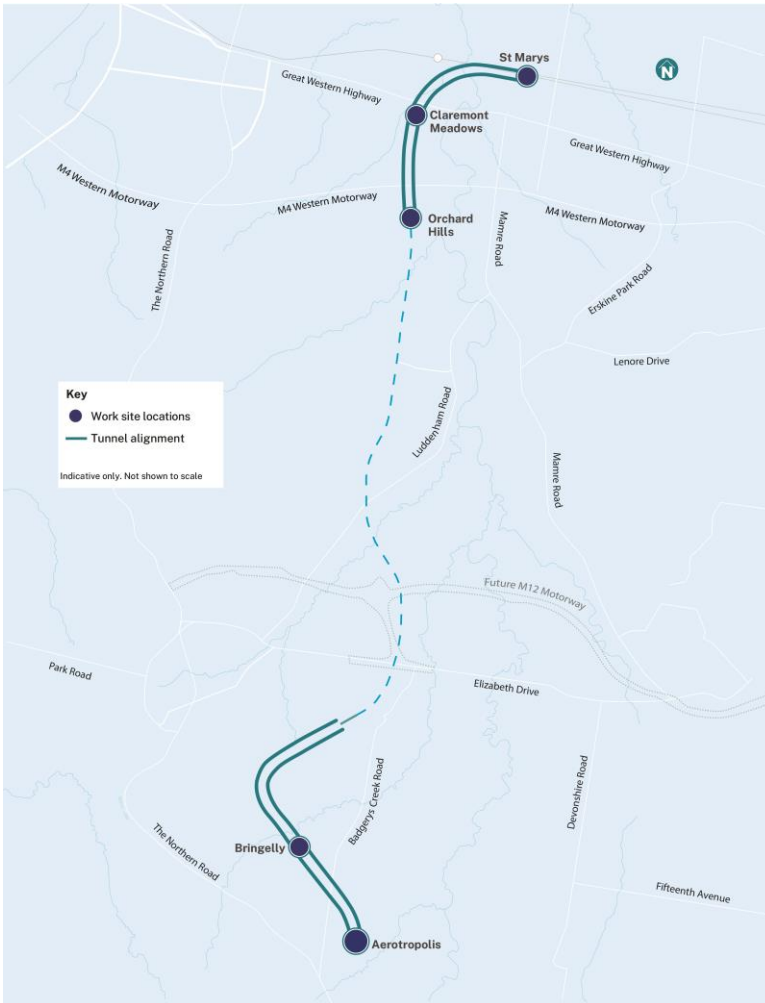 St Marys
N
Great Western Highway
Claremont
Meadows
Great Western Highway
M4 Western Motorway
M4 Western Motorway
Orchard
Hills
M4 Western Motorway
Mamre Road
The Northern Road
Erskine Park Road
Lenore Drive
Key
Work site locations
Tunnel alignment
Indicative only. Not shown to scale
Luddenham Road
Mamre Road
Future M12 Motorway
Park Road
Elizabeth Drive
Badgerys Creek Road
Devonshire Road
The Northern Road
Bringelly
Fifteenth Avenue
Aerotropolis